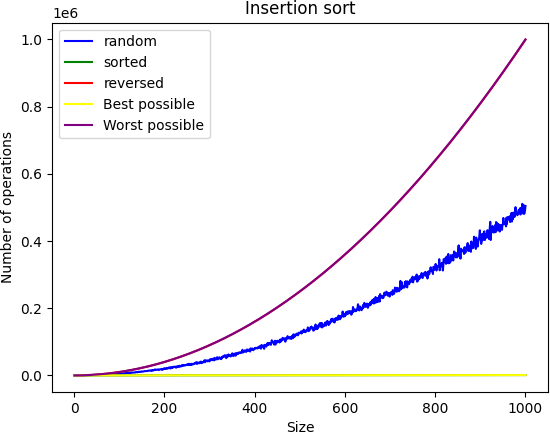 Insertion sort
1e6
random
sorted
reversed
Best possible
Worst possible
1.0
0.8
0.6
0.4
0.2
0.0
Number of operations
0 200 400 600 800 1000
Size